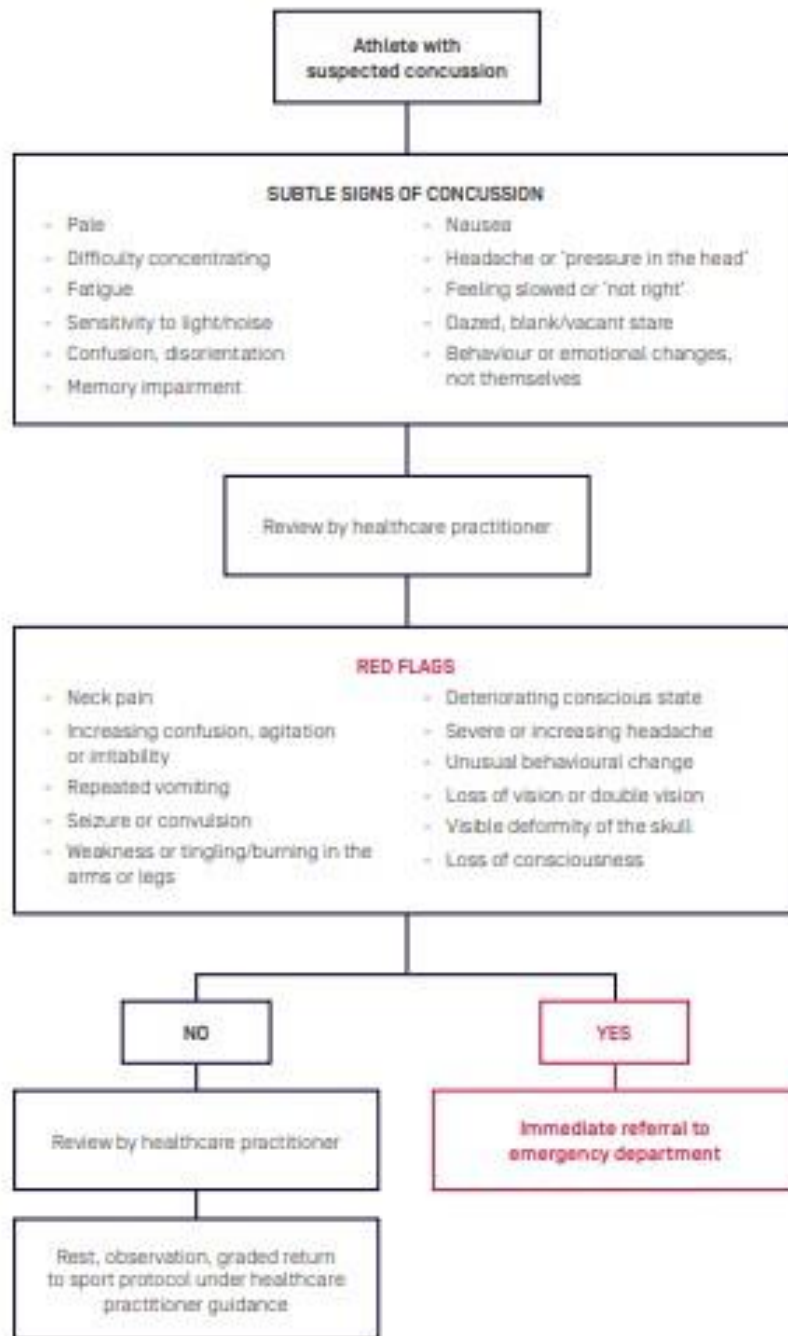 Athlete with
suspected concussion
SUBTLE SIGNS OF CONCUSSION
- Pale
- Difficulty concentrating
- Fatigue
- Sensitivity to light/noise
- Confusion, disorientation
- Memory impairment
- Nausea
- Headache or 'pressure in the head'
- Feeling slowed or 'not right'
- Dazed, blank/vacant stare
- Behaviour or emotional changes,
not themselves
Review by healthcare practitioner
RED FLAGS
- Neck pain
- Increasing confusion, agitation
or irritability
- Repeated vomiting
- Seizure or convulsion
- Weakness or tingling/burning in the
arms or legs
- Deteriorating conscious state
- Severe or increasing headache
- Unusual behavioural change
- Loss of vision or double vision
- Visible deformity of the skull
- Loss of consciousness
NO
YES
Review by healthcare practitioner
Immediate referral to
emergency department
Rest, observation, graded return
to sport protocol under healthcare
practitioner guidance